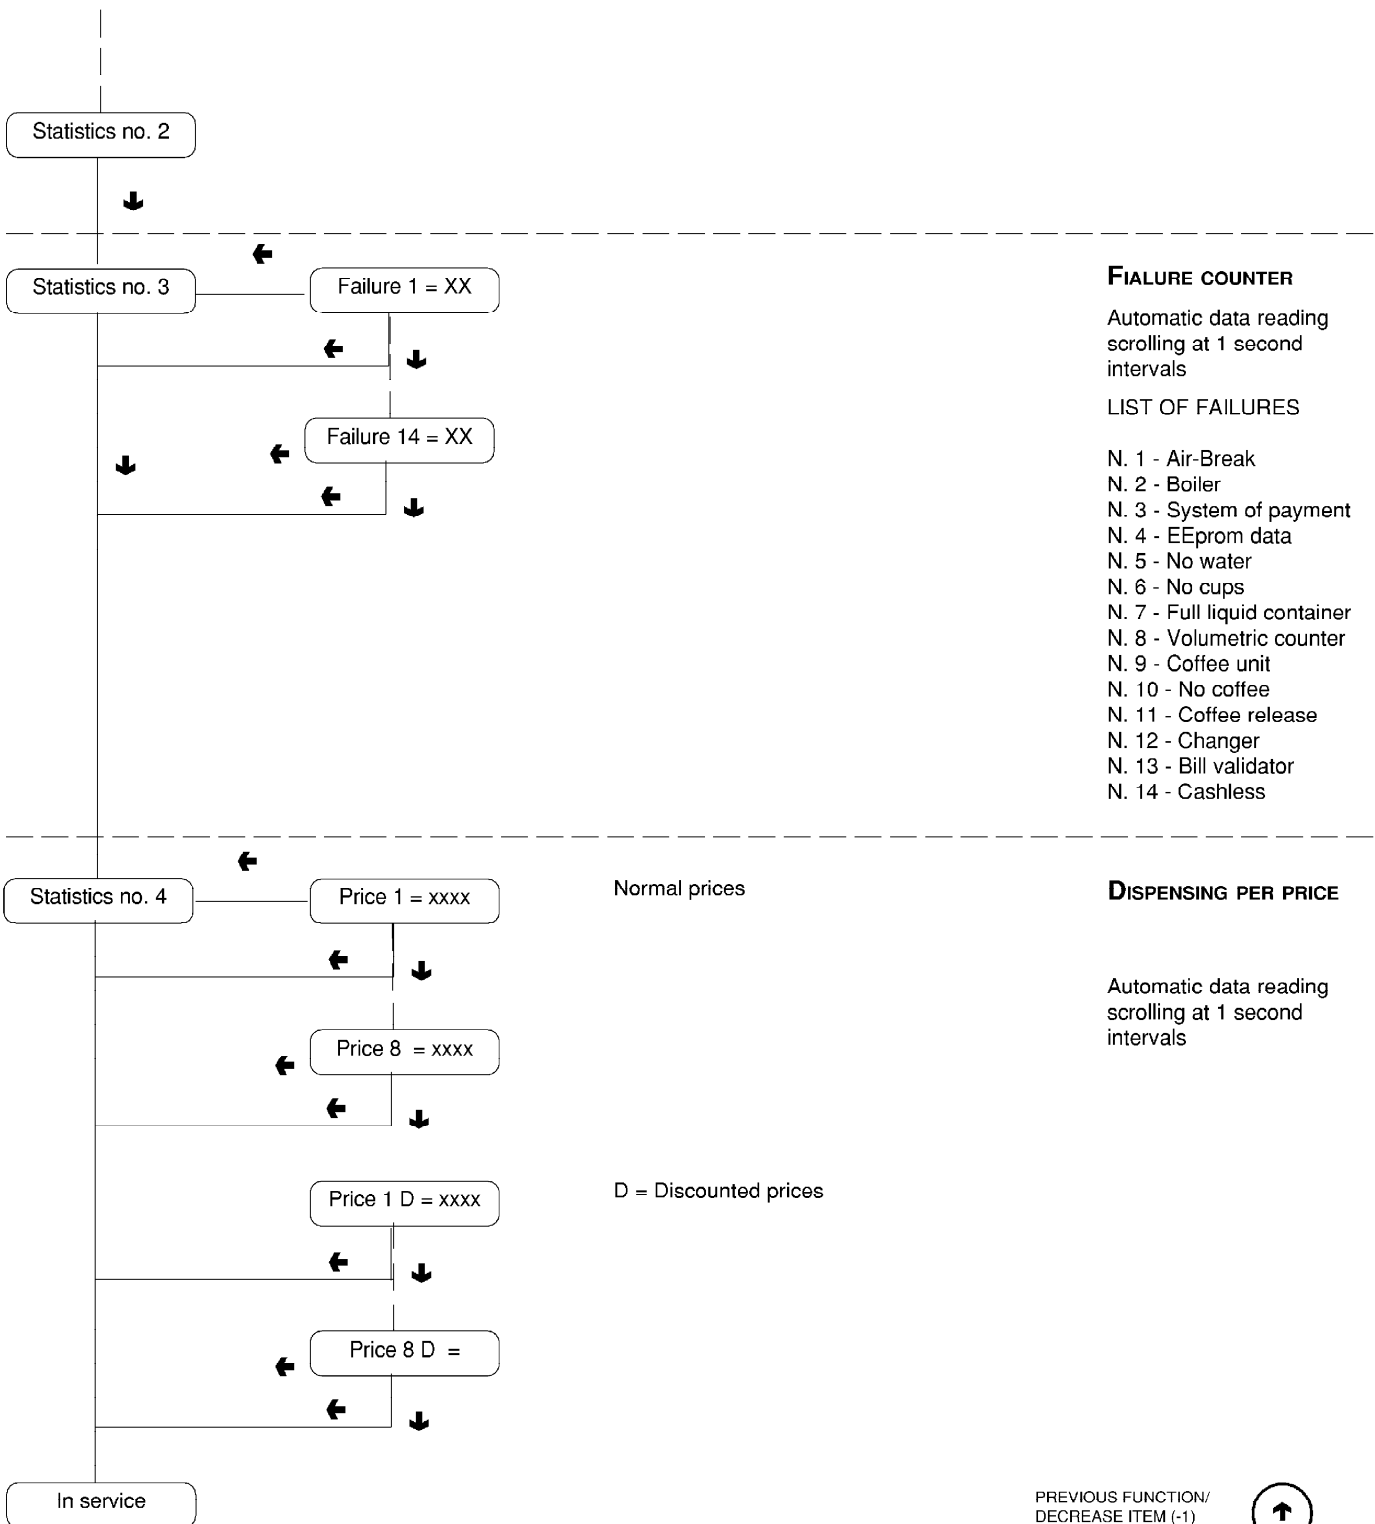 Statistics no. 2
Statistics no. 3
Failure 1 = XX
FIALURE COUNTER
Automatic data reading
scrolling at 1 second
intervals
LIST OF FAILURES
Failure 14 = XX
N. 1 - Air-Break
N. 2 - Boiler
N. 3 - System of payment
N. 4 - EEprom data
N. 5 - No water
N. 6 - No cups
N. 7 - Full liquid container
N. 8 - Volumetric counter
N. 9 - Coffee unit
N. 10 - No coffee
N. 11 - Coffee release
N. 12 - Changer
N. 13 - Bill validator
N. 14 - Cashless
Statistics no. 4
Price 1 = xxxx
Normal prices
DISPENSING PER PRICE
Automatic data reading
scrolling at 1 second
intervals
Price 8  = xxxx
Price 1 D = xxxx
D = Discounted prices
Price 8 D  =
In service
PREVIOUS FUNCTION/
DECREASE ITEM (-1)